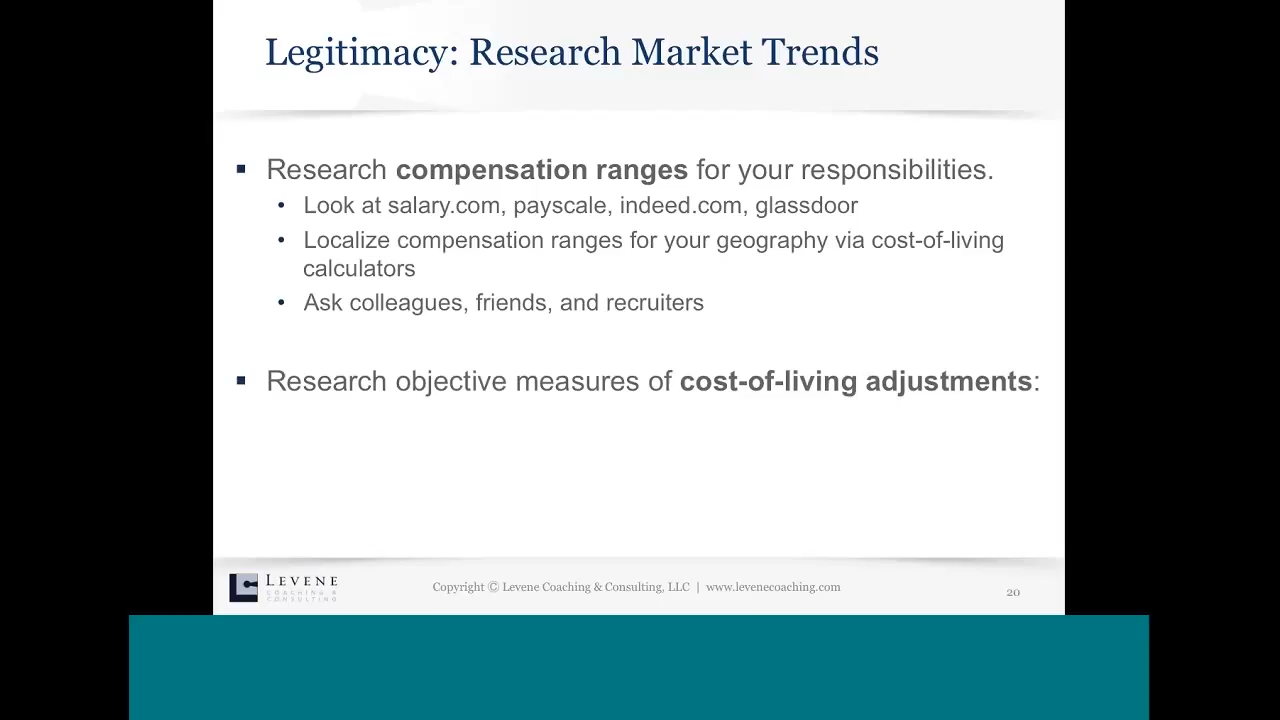 Legitimacy: Research Market Trends
▪ Research compensation ranges for your responsibilities.
• Look at salary.com, payscale, indeed.com, glassdoor
• Localize compensation ranges for your geography via cost-of-living
calculators
• Ask colleagues, friends, and recruiters
▪ Research objective measures of cost-of-living adjustments:
LEVENE
COACHING &
CONSULTING
Copyright © Levene Coaching & Consulting, LLC | www.levenecoaching.com
20